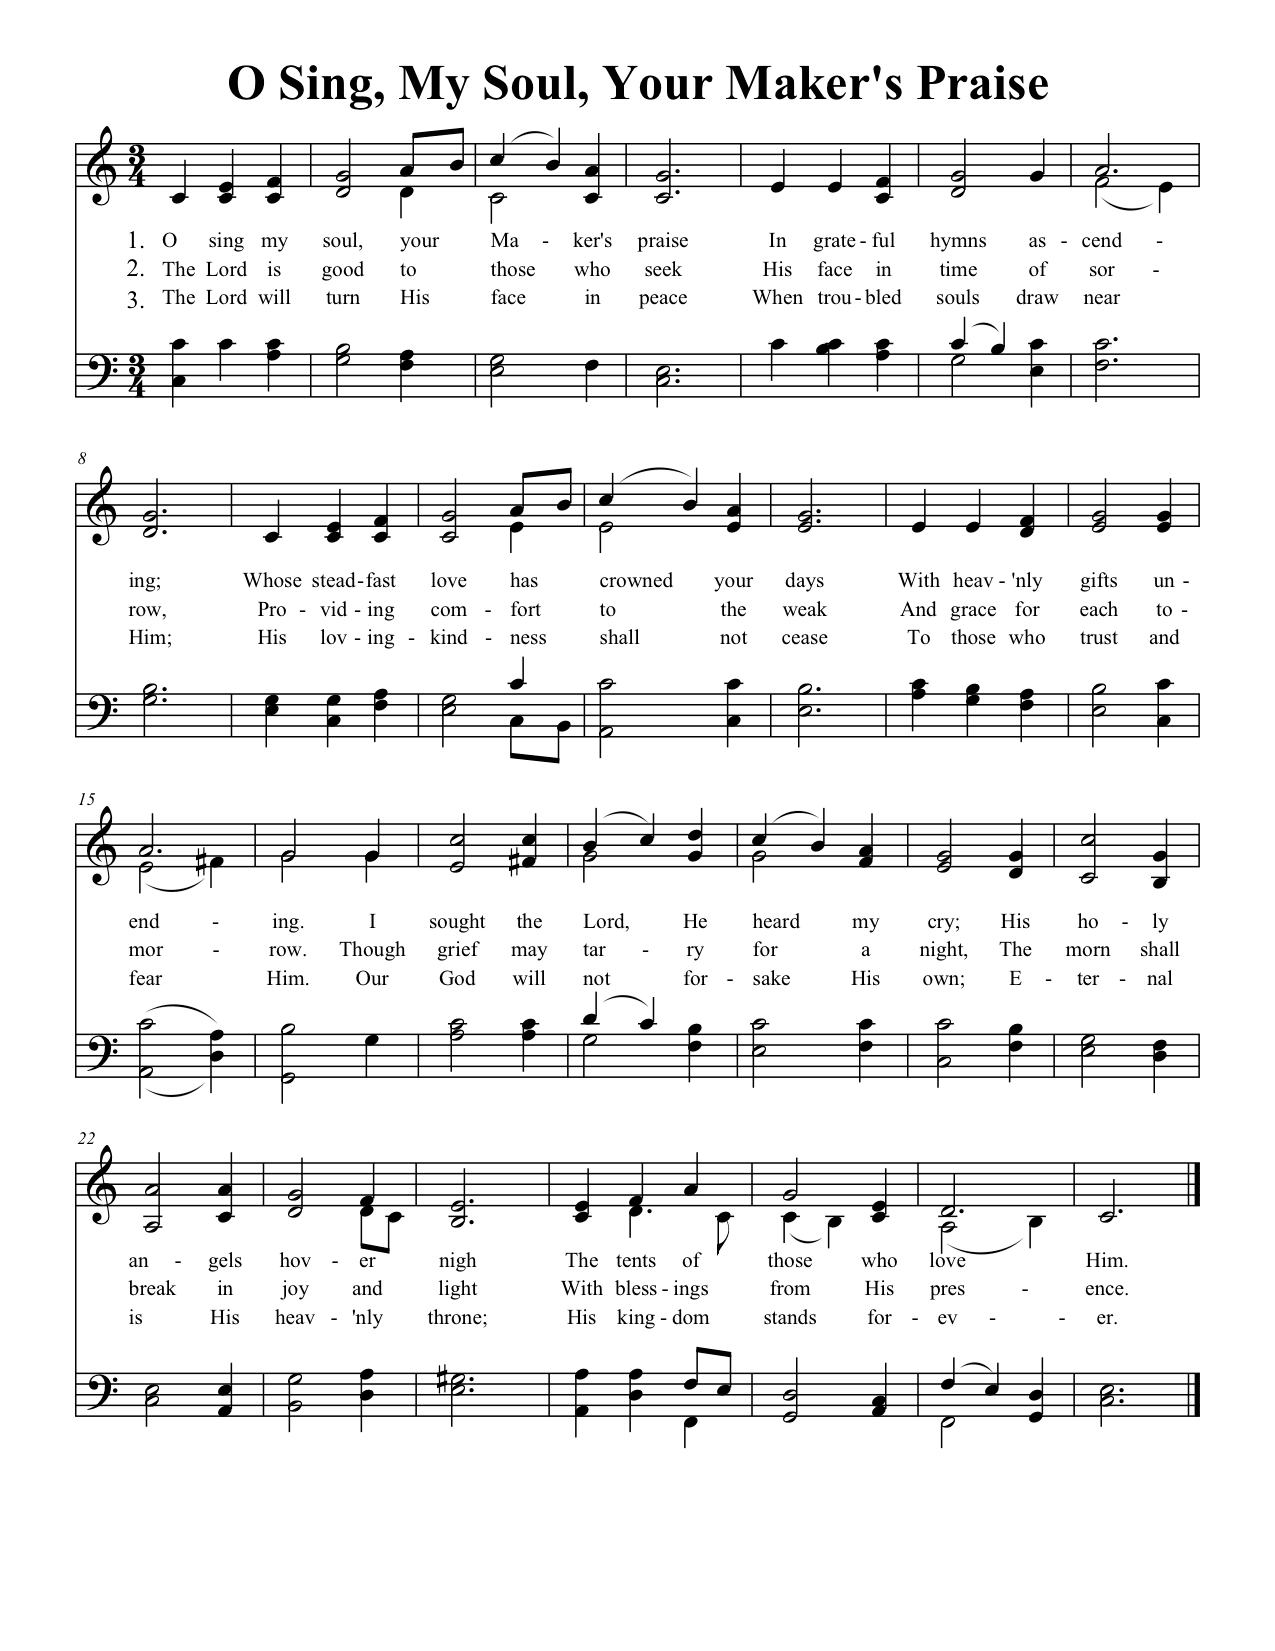 O Sing, My Soul, Your Maker's Praise
3
4
1. O sing my soul, your Ma - ker's praise In grate - ful hymns as - cend -
2. The Lord is good to those who seek His face in time of sor -
3. The Lord will turn His face in peace When trou - bled souls draw near
3
4
8
ing; Whose stead - fast love has crowned your days With heav - 'nly gifts un -
row, Pro - vid - ing com - fort to the weak And grace for each to -
Him; His lov - ing - kind - ness shall not cease To those who trust and
15
end - ing. I sought the Lord, He heard my cry; His ho - ly
mor - row. Though grief may tar - ry for a night, The morn shall
fear Him. Our God will not for - sake His own; E - ter - nal
22
an - gels hov - er nigh The tents of those who love Him.
break in joy and light With bless - ings from His pres - ence.
is His heav - 'nly throne; His king - dom stands for - ev - - er.